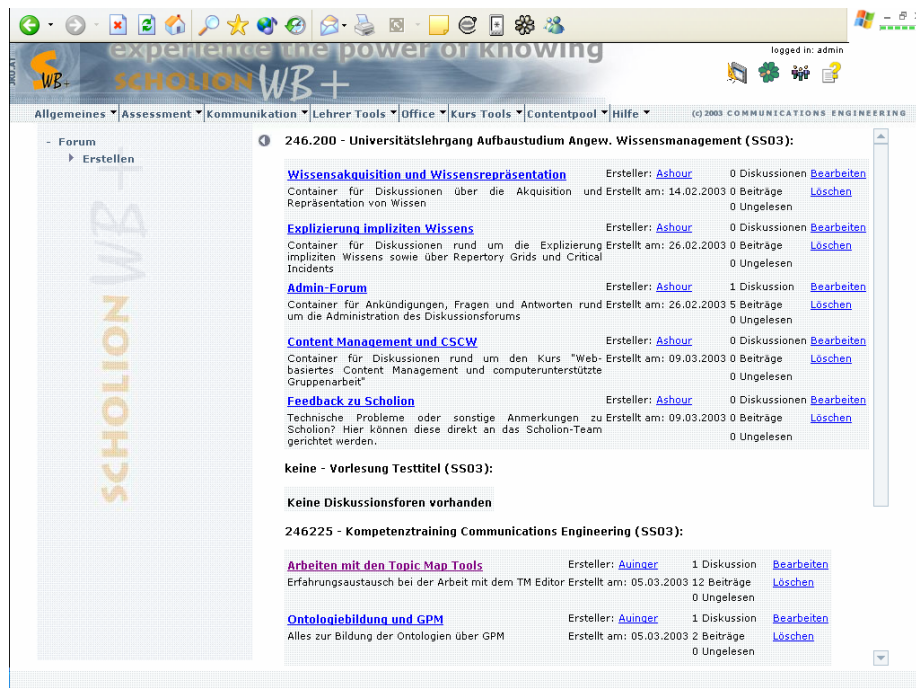 experience the power of knowing
logged in: admin
WB+
SCHOLION WB+
Allgemeines Assessment Kommunikation Lehrer Tools Office Kurs Tools Contentpool Hilfe (c) 2003 COMMUNICATIONS ENGINEERING
- Forum
Erstellen
SCHOLION WB+
246.200 - Universitätslehrgang Aufbaustudium Angew. Wissensmanagement (SS03):
Wissensakquisition und Wissensrepräsentation Ersteller: Ashour 0 Diskussionen Bearbeiten
Container für Diskussionen über die Akquisition und Erstellt am: 14.02.2003 0 Beiträge Löschen
Repräsentation von Wissen
0 Ungelesen
Explizierung impliziten Wissens Ersteller: Ashour 0 Diskussionen Bearbeiten
Container für Diskussionen rund um die Explizierung Erstellt am: 26.02.2003 0 Beiträge Löschen
impliziten Wissens sowie über Repertory Grids und Critical
0 Ungelesen
Incidents
Admin-Forum Ersteller: Ashour 1 Diskussion Bearbeiten
Container für Ankündigungen, Fragen und Antworten rund Erstellt am: 26.02.2003 5 Beiträge Löschen
um die Administration des Diskussionsforums
0 Ungelesen
Content Management und CSCW Ersteller: Ashour 0 Diskussionen Bearbeiten
Container für Diskussionen rund um den Kurs "Web- Erstellt am: 09.03.2003 0 Beiträge Löschen
basiertes Content Management und computerunterstützte
0 Ungelesen
Gruppenarbeit"
Feedback zu Scholion Ersteller: Ashour 0 Diskussionen Bearbeiten
Technische Probleme oder sonstige Anmerkungen zu Erstellt am: 09.03.2003 0 Beiträge Löschen
Scholion? Hier können diese direkt an das Scholion-Team
0 Ungelesen
gerichtet werden.
keine - Vorlesung Testtitel (SS03):
Keine Diskussionsforen vorhanden
246225 - Kompetenztraining Communications Engineering (SS03):
Arbeiten mit den Topic Map Tools Ersteller: Auinger 1 Diskussion Bearbeiten
Erfahrungsaustausch bei der Arbeit mit dem TM Editor Erstellt am: 05.03.2003 12 Beiträge Löschen
0 Ungelesen
Ontologiebildung und GPM Ersteller: Auinger 1 Diskussion Bearbeiten
Alles zur Bildung der Ontologien über GPM Erstellt am: 05.03.2003 2 Beiträge Löschen
0 Ungelesen